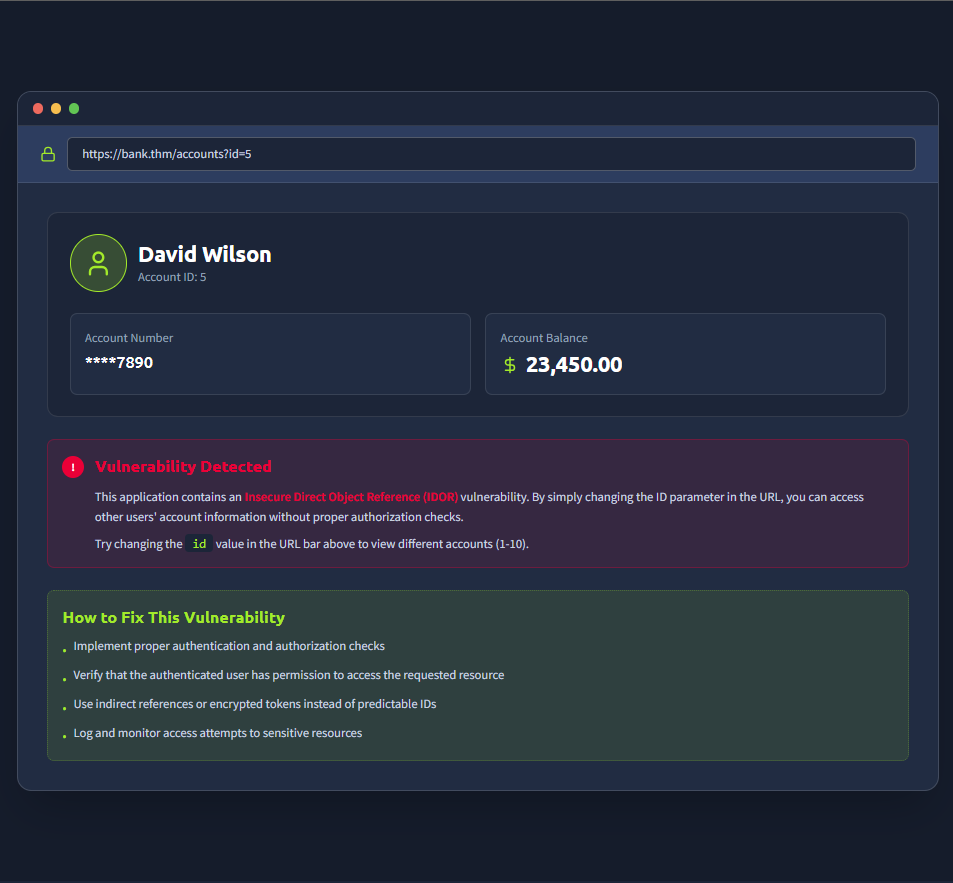 https://bank.thm/accounts?id=5
David Wilson
Account ID: 5
Account Number
****7890
Account Balance
$ 23,450.00
! Vulnerability Detected
This application contains an Insecure Direct Object Reference (IDOR) vulnerability. By simply changing the ID parameter in the URL, you can access
other users' account information without proper authorization checks.
Try changing the id value in the URL bar above to view different accounts (1-10).
How to Fix This Vulnerability
• Implement proper authentication and authorization checks
• Verify that the authenticated user has permission to access the requested resource
• Use indirect references or encrypted tokens instead of predictable IDs
• Log and monitor access attempts to sensitive resources